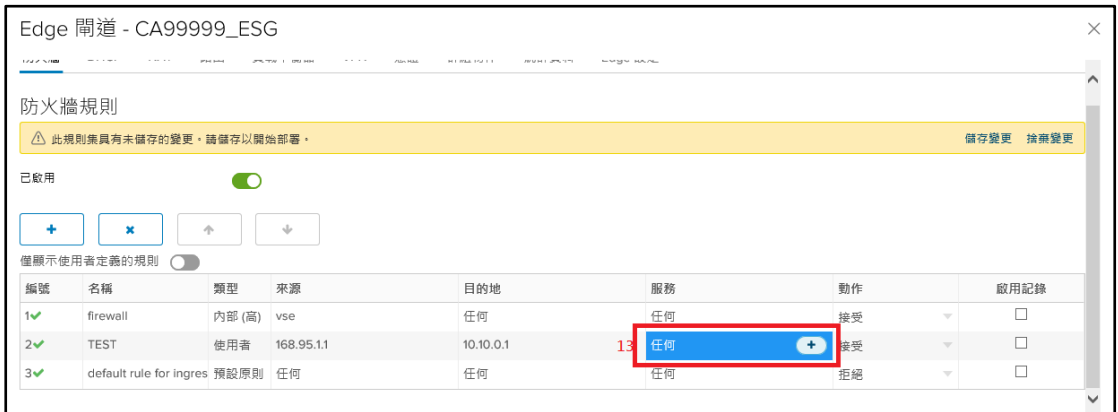 Edge 閘道 - CA99999_ESG
防火牆規則
此規則集具有未儲存的變更。請儲存以開始部署。 儲存變更 捨棄變更
已啟用
僅顯示使用者定義的規則
編號 名稱 類型 來源 目的地 服務 動作 啟用記錄
1 firewall 內部 (高) vse 任何 任何 接受
2 TEST 使用者 168.95.1.1 10.10.0.1 13 任何 接受
3 default rule for ingres 預設原則 任何 任何 任何 拒絕